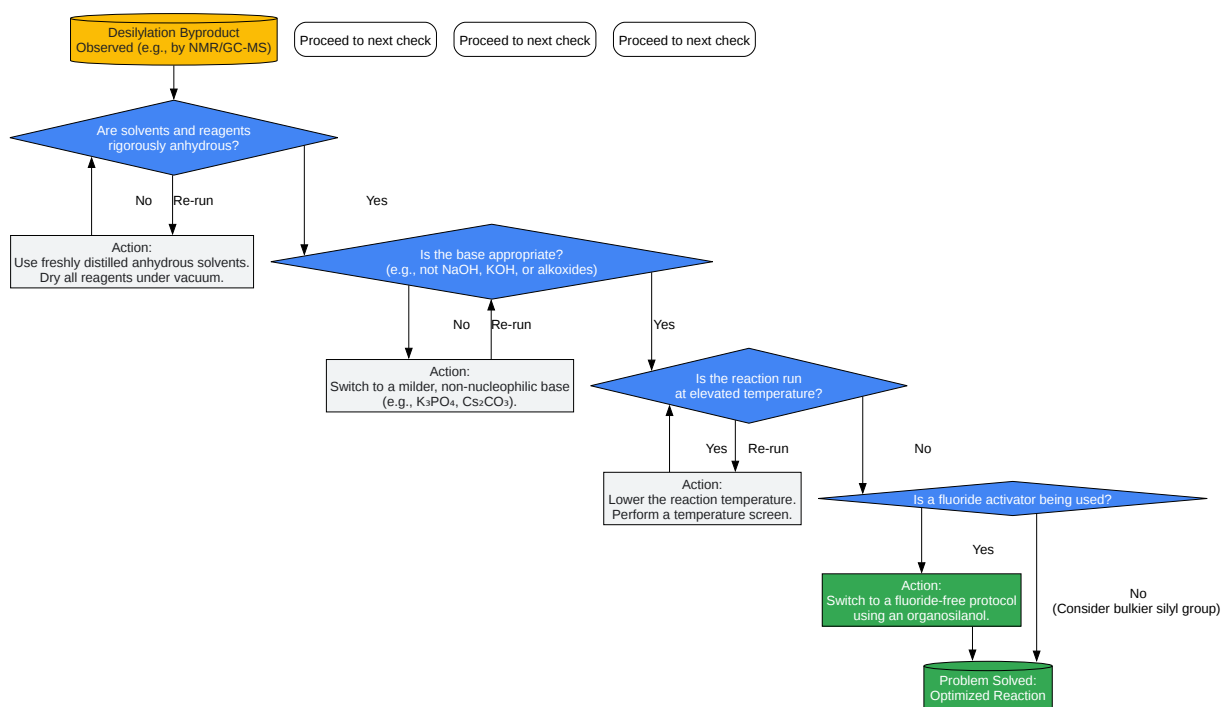 Desilylation Byproduct
Observed (e.g., by NMR/GC-MS)
Proceed to next check
Proceed to next check
Proceed to next check
Are solvents and reagents
rigorously anhydrous?
No
Re-run
Yes
Action:
Use freshly distilled anhydrous solvents.
Dry all reagents under vacuum.
Is the base appropriate?
(e.g., not NaOH, KOH, or alkoxides)
No
Re-run
Yes
Action:
Switch to a milder, non-nucleophilic base
(e.g., K₃PO₄, Cs₂CO₃).
Is the reaction run
at elevated temperature?
Yes
Re-run
No
Action:
Lower the reaction temperature.
Perform a temperature screen.
Is a fluoride activator being used?
Yes
Action:
Switch to a fluoride-free protocol
using an organosilanol.
No
(Consider bulkier silyl group)
Problem Solved:
Optimized Reaction